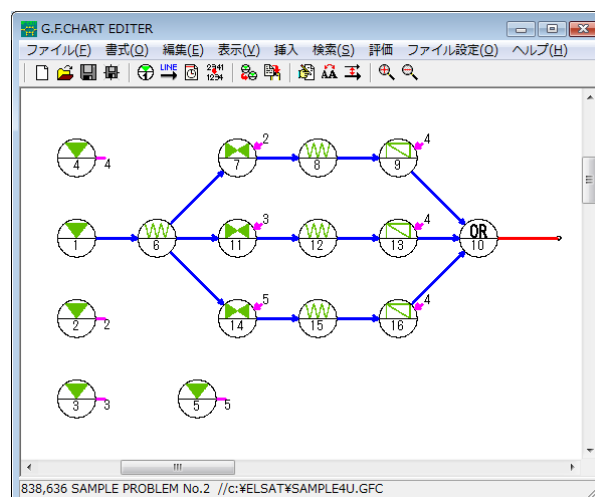 G.F.CHART EDITER
ファイル(F) 書式(O) 編集(E) 表示(V) 挿入 検索(S) 評価 ファイル設定(O) ヘルプ(H)
LINE 2941 1294 AA
2 4
4 4 7 8 9
3 4
OR
1 6 11 12 13 10
5 4
2 2 14 15 16
3 3 5 5
838,636 SAMPLE PROBLEM No.2 //c:¥ELSAT¥SAMPLE4U.GFC